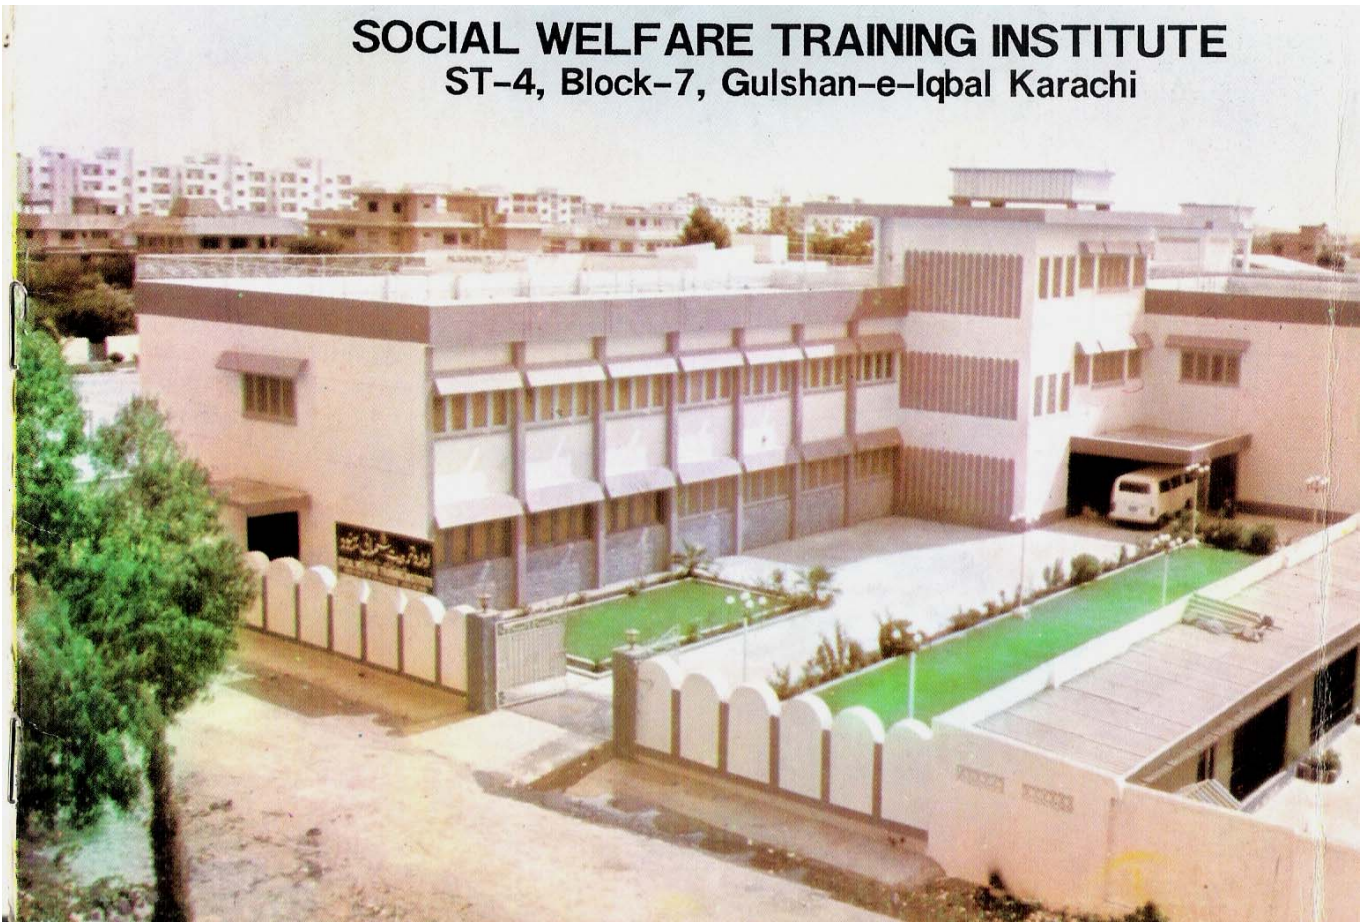 SOCIAL WELFARE TRAINING INSTITUTE
ST-4, Block-7, Gulshan-e-Iqbal Karachi